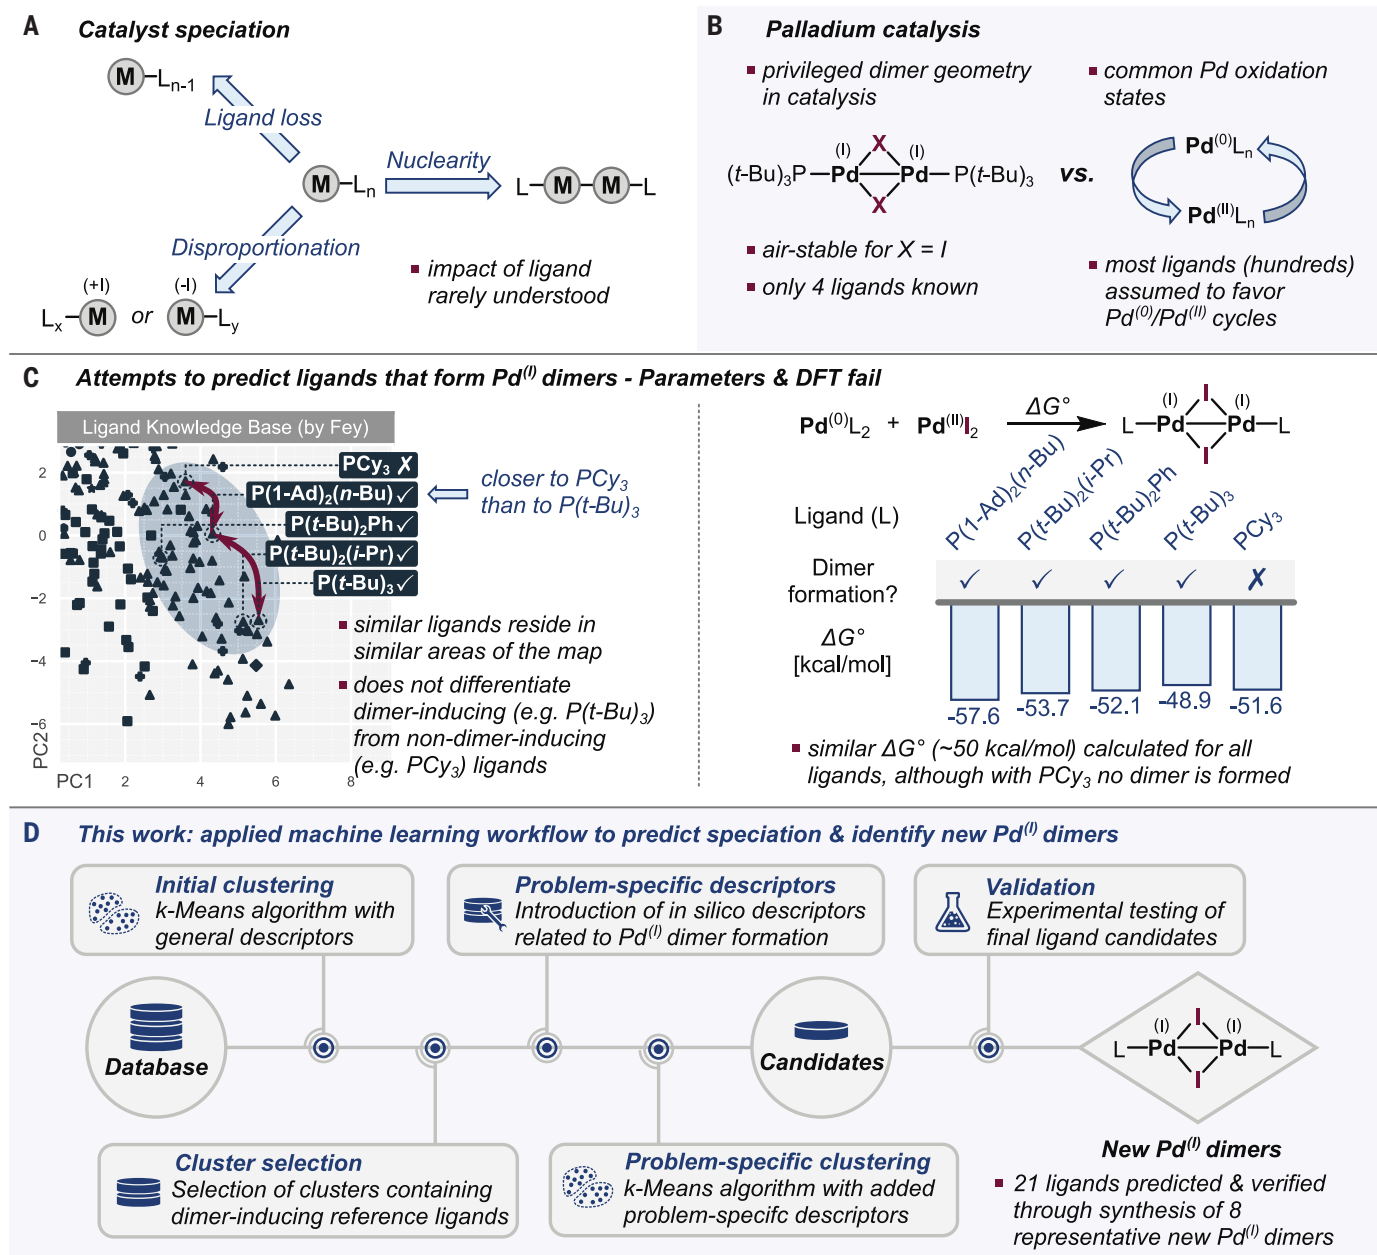 A Catalyst speciation
M–Lₙ₋₁
Ligand loss
M–Lₙ
Nuclearity
L–M–M–L
Disproportionation
(+I) (-I)
Lₓ–M or M–Lᵧ
▪ impact of ligand
rarely understood
B Palladium catalysis
▪ privileged dimer geometry
in catalysis
X
(I) (I)
(t-Bu)₃P–Pd–Pd–P(t-Bu)₃
X
▪ air-stable for X = I
▪ only 4 ligands known
vs.
▪ common Pd oxidation
states
Pd⁽⁰⁾Lₙ
Pd⁽ᴵᴵ⁾Lₙ
▪ most ligands (hundreds)
assumed to favor
Pd⁽⁰⁾/Pd⁽ᴵᴵ⁾ cycles
C Attempts to predict ligands that form Pd⁽ᴵ⁾ dimers - Parameters & DFT fail
Ligand Knowledge Base (by Fey)
PCy₃ ✗
P(1-Ad)₂(n-Bu) ✓
P(t-Bu)₂Ph ✓
P(t-Bu)₂(i-Pr) ✓
P(t-Bu)₃ ✓
closer to PCy₃
than to P(t-Bu)₃
2
0
−2
−4
−6
PC2
PC1 2 4 6 8
▪ similar ligands reside in
similar areas of the map
▪ does not differentiate
dimer-inducing (e.g. P(t-Bu)₃)
from non-dimer-inducing
(e.g. PCy₃) ligands
Pd⁽⁰⁾L₂ + Pd⁽ᴵᴵ⁾I₂
ΔG°
I
(I) (I)
L–Pd–Pd–L
I
Ligand (L)
P(1-Ad)₂(n-Bu)
P(t-Bu)₂(i-Pr)
P(t-Bu)₂Ph
P(t-Bu)₃
PCy₃
Dimer
formation?
✓ ✓ ✓ ✓ ✗
ΔG°
[kcal/mol]
-57.6 -53.7 -52.1 -48.9 -51.6
▪ similar ΔG° (~50 kcal/mol) calculated for all
ligands, although with PCy₃ no dimer is formed
D This work: applied machine learning workflow to predict speciation & identify new Pd⁽ᴵ⁾ dimers
Initial clustering
k-Means algorithm with
general descriptors
Problem-specific descriptors
Introduction of in silico descriptors
related to Pd⁽ᴵ⁾ dimer formation
Validation
Experimental testing of
final ligand candidates
Database
Candidates
I
(I) (I)
L–Pd–Pd–L
I
Cluster selection
Selection of clusters containing
dimer-inducing reference ligands
Problem-specific clustering
k-Means algorithm with added
problem-specifc descriptors
New Pd⁽ᴵ⁾ dimers
▪ 21 ligands predicted & verified
through synthesis of 8
representative new Pd⁽ᴵ⁾ dimers